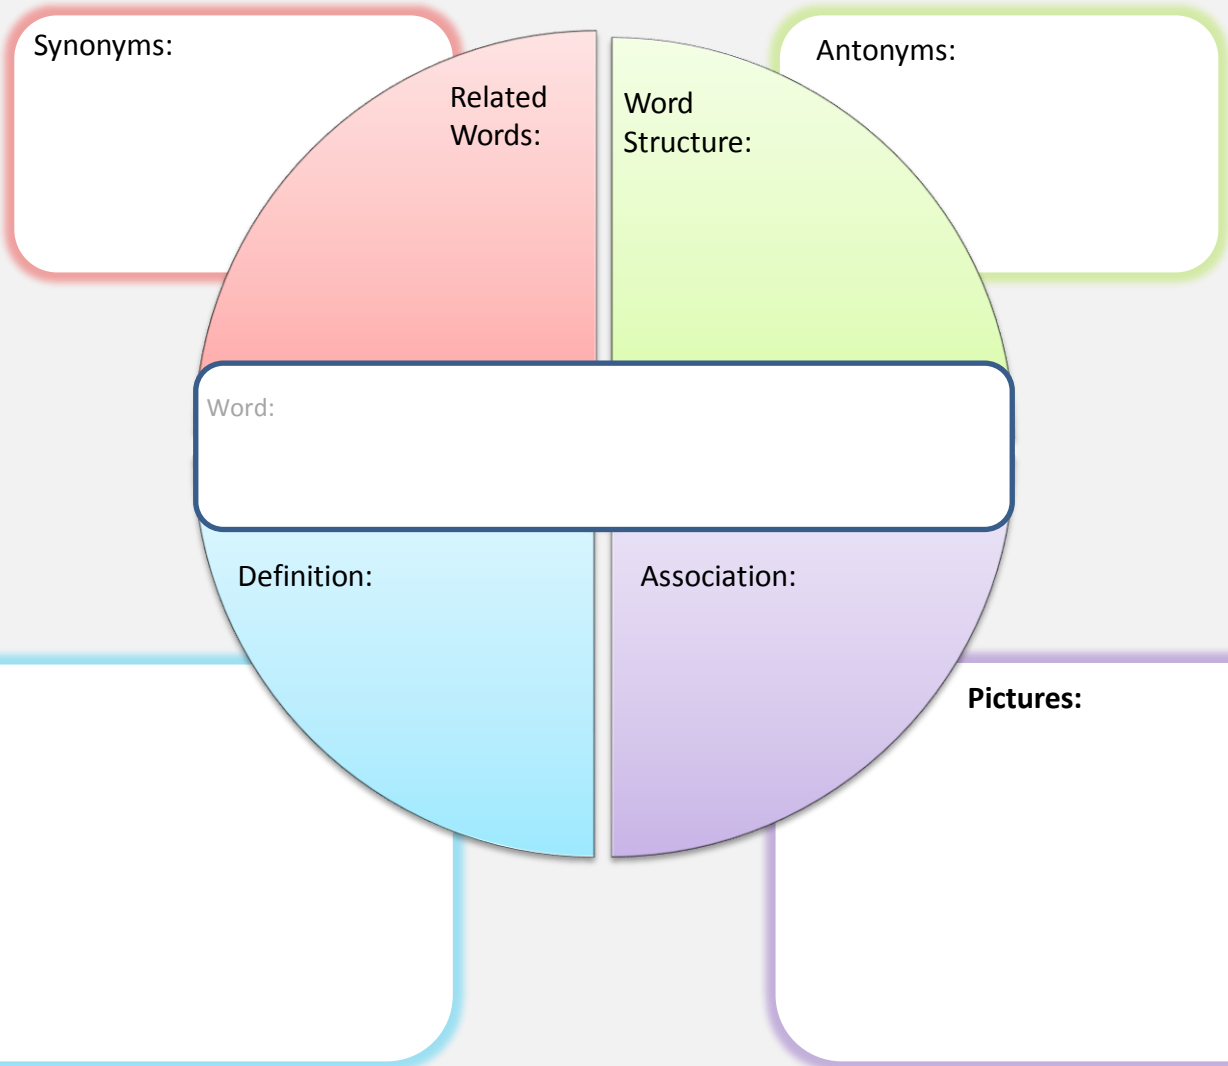 Synonyms:
Antonyms:
Related
Words:
Word
Structure:
Word:
Definition:
Association:
Pictures: